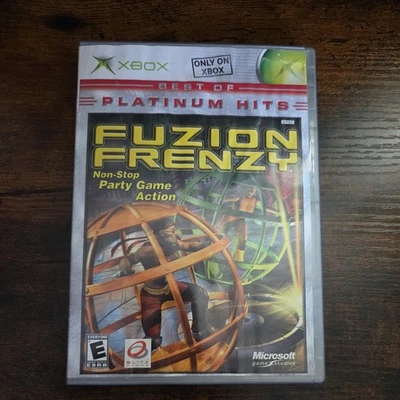 XBOX
ONLY ON
XBOX
BEST OF
PLATINUM HITS
FUZION
FRENZY
Non-Stop
Party Game
Action
EVERYONE
E
ESRB
BLITZ
Microsoft
game studios